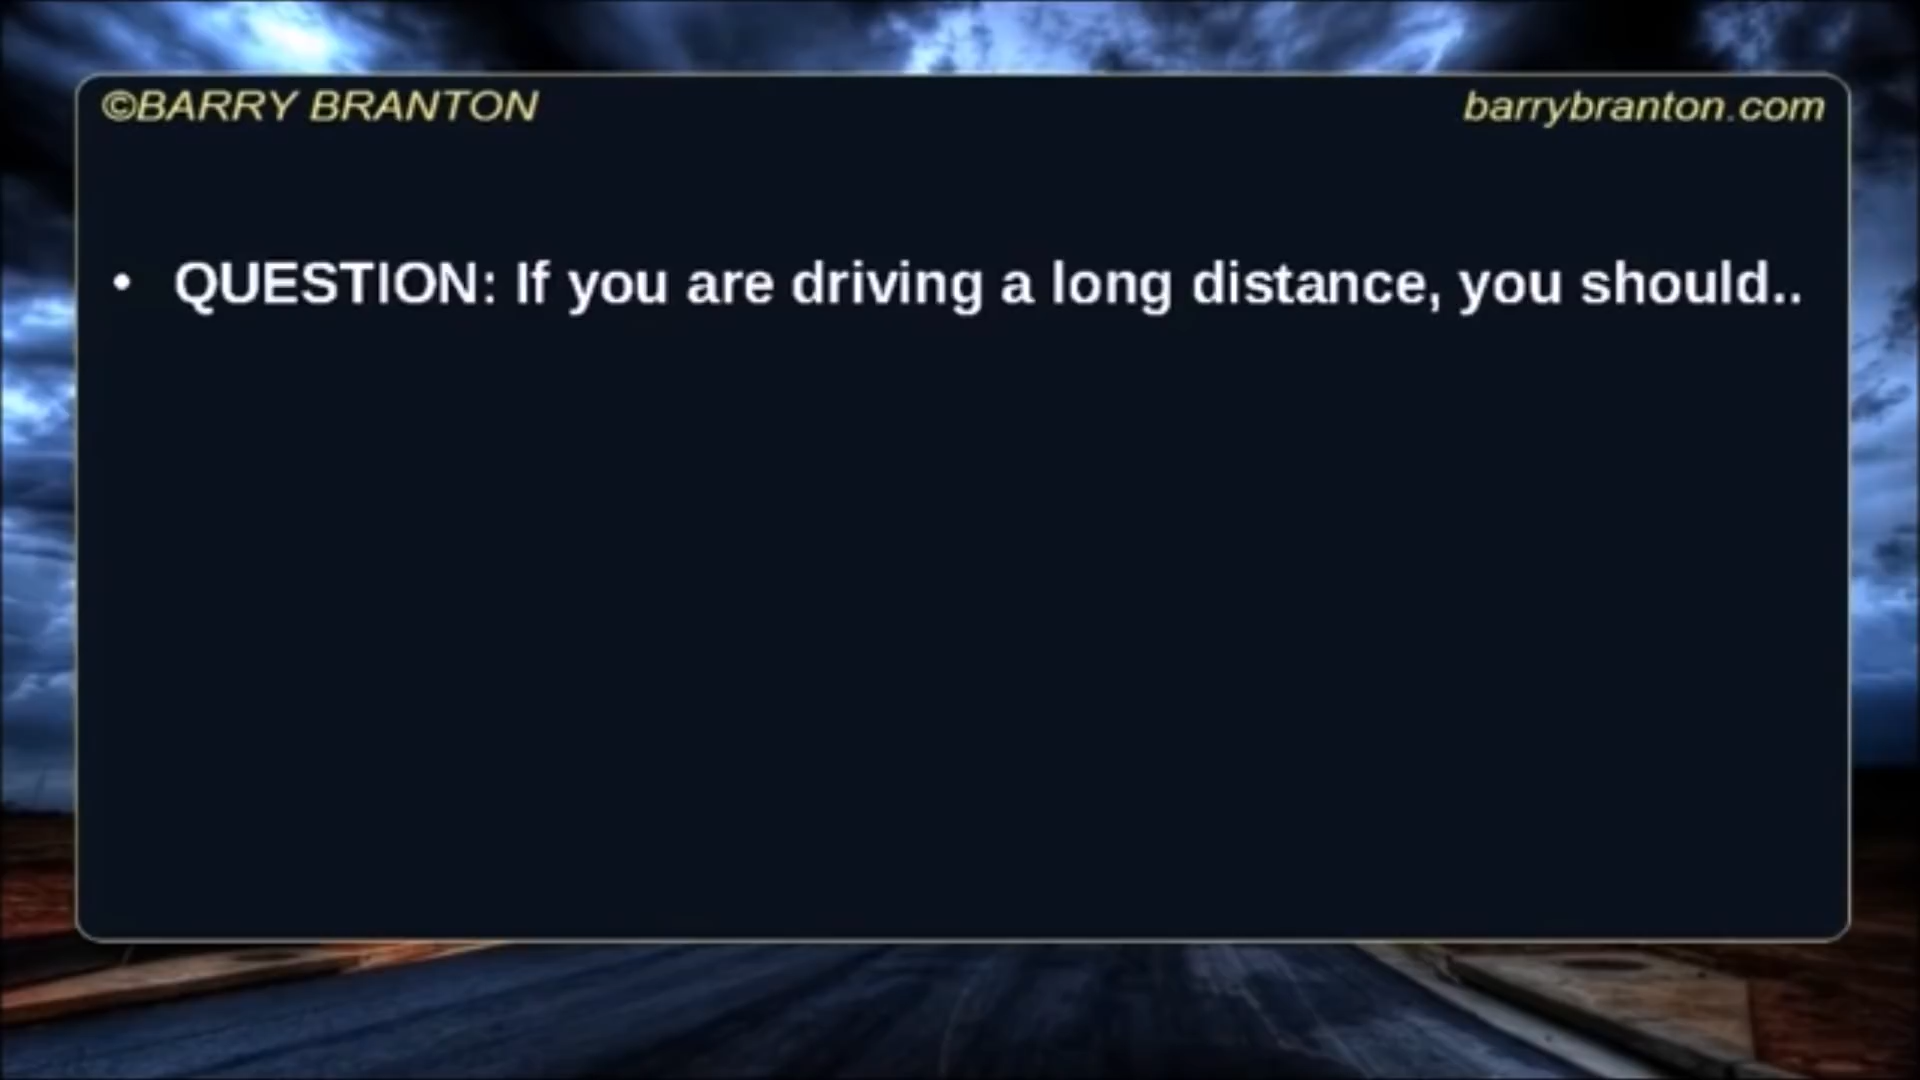 ©BARRY BRANTON
barrybranton.com
• QUESTION: If you are driving a long distance, you should..